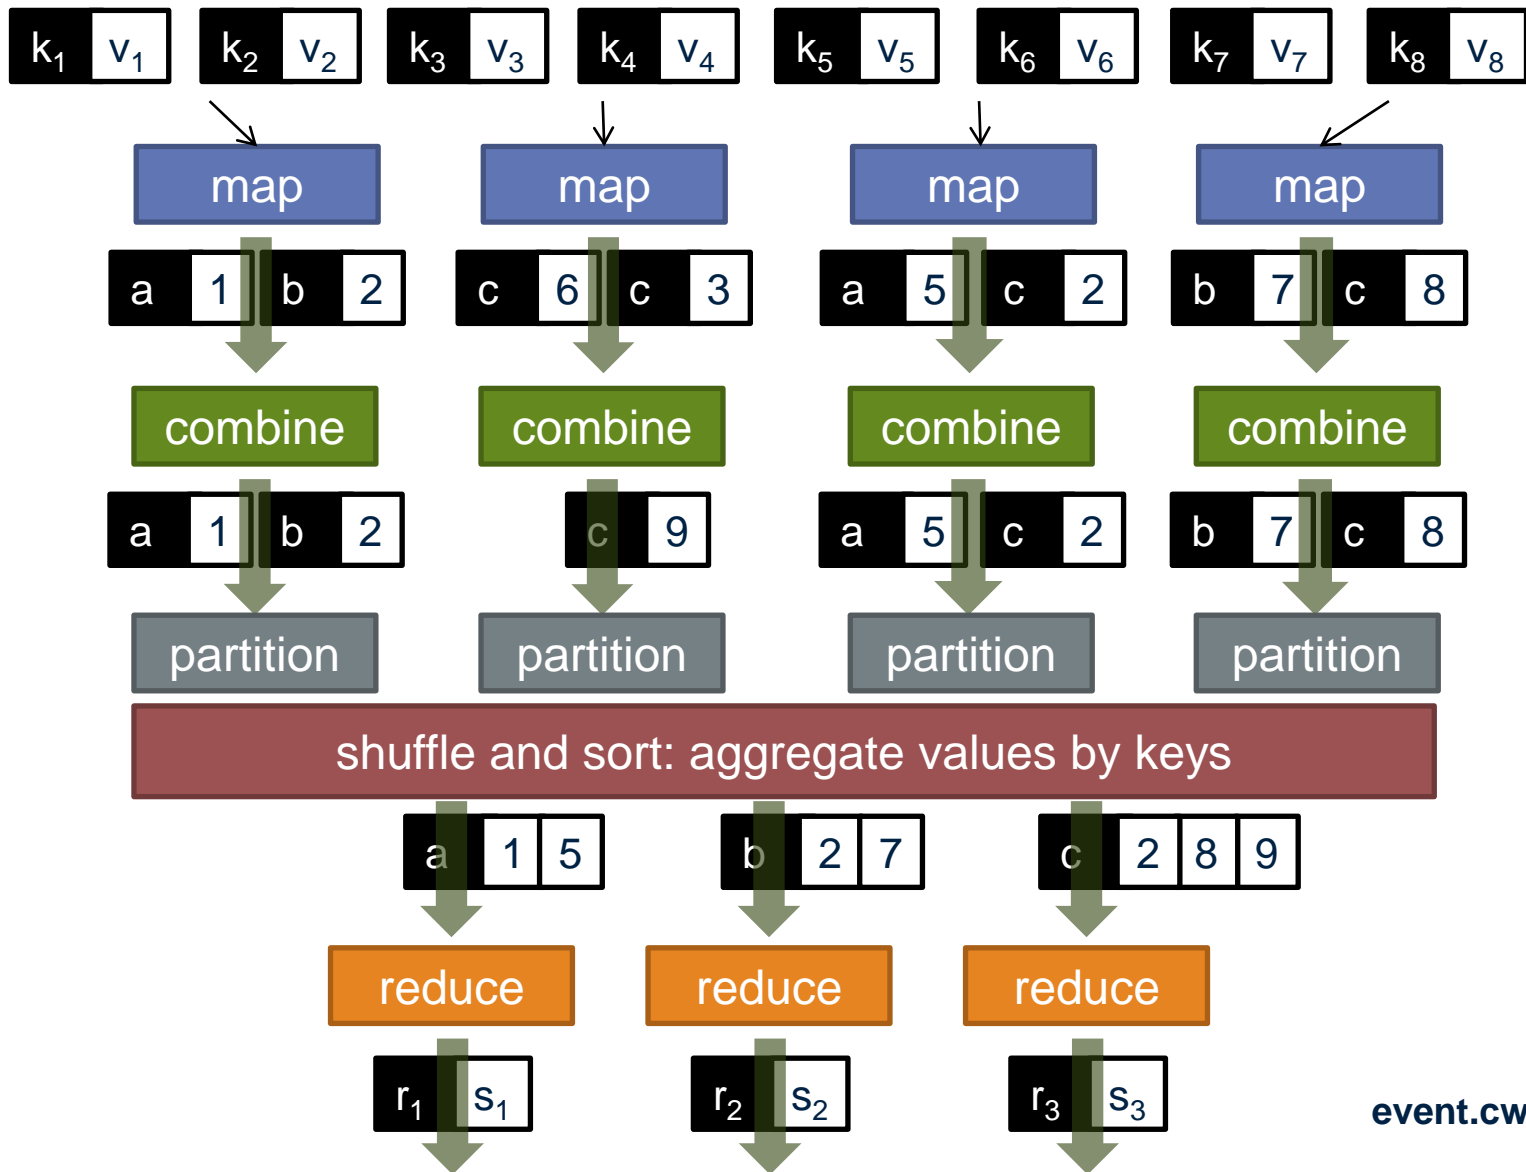 k1 v1 k2 v2 k3 v3 k4 v4 k5 v5 k6 v6 k7 v7 k8 v8
map map map map
a 1 b 2 c 6 c 3 a 5 c 2 b 7 c 8
combine combine combine combine
a 1 b 2 c 9 a 5 c 2 b 7 c 8
partition partition partition partition
shuffle and sort: aggregate values by keys
a 1 5 b 2 7 c 2 8 9
reduce reduce reduce
r1 s1 r2 s2 r3 s3
event.cw